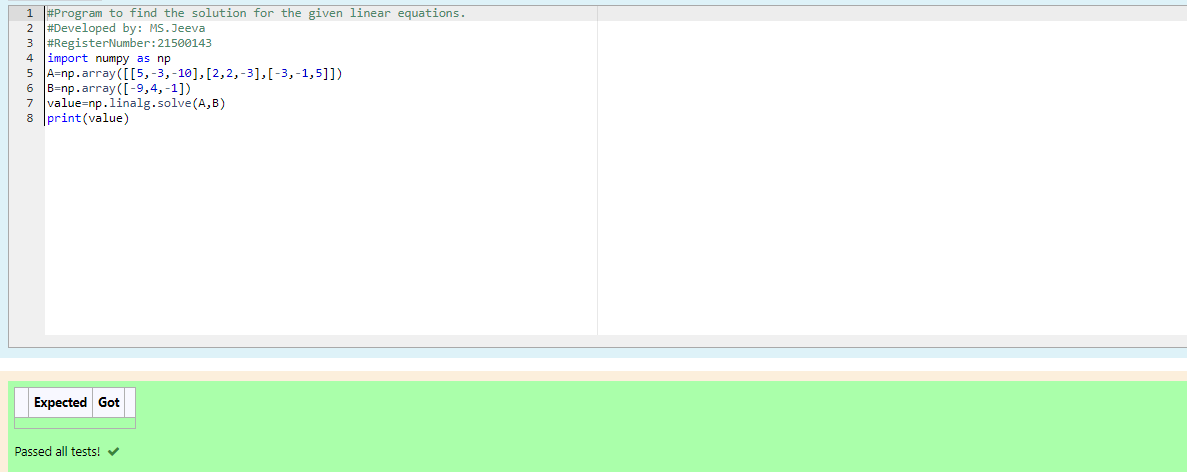 1 #Program to find the solution for the given linear equations.
2 #Developed by: MS.Jeeva
3 #RegisterNumber:21500143
4 import numpy as np
5 A=np.array([[5,-3,-10],[2,2,-3],[-3,-1,5]])
6 B=np.array([-9,4,-1])
7 value=np.linalg.solve(A,B)
8 print(value)
Expected Got
Passed all tests! ✔